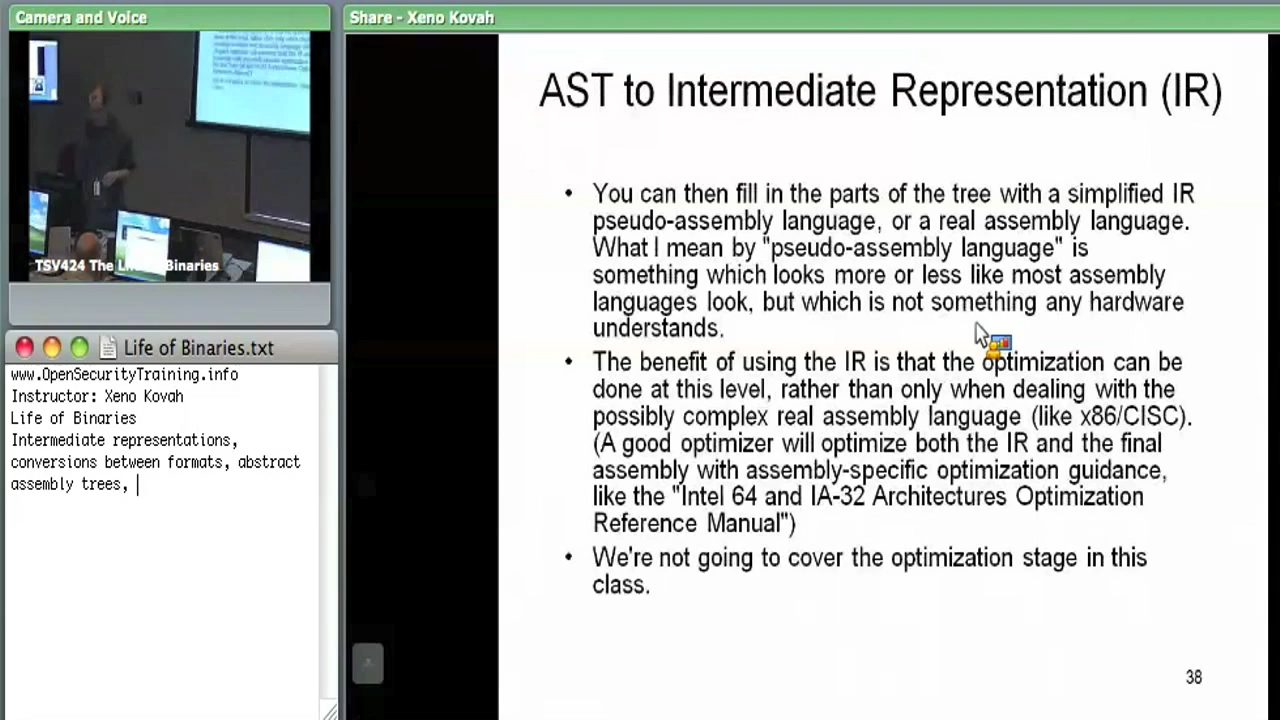 Camera and Voice
TSV424 The Li of Binaries
Life of Binaries.txt
www.OpenSecurityTraining.info
Instructor: Xeno Kovah
Life of Binaries
Intermediate representations,
conversions between formats, abstract
assembly trees,
Share - Xeno Kovah
AST to Intermediate Representation (IR)
• You can then fill in the parts of the tree with a simplified IR
pseudo-assembly language, or a real assembly language.
What I mean by "pseudo-assembly language" is
something which looks more or less like most assembly
languages look, but which is not something any hardware
understands.
• The benefit of using the IR is that the optimization can be
done at this level, rather than only when dealing with the
possibly complex real assembly language (like x86/CISC).
(A good optimizer will optimize both the IR and the final
assembly with assembly-specific optimization guidance,
like the "Intel 64 and IA-32 Architectures Optimization
Reference Manual")
• We're not going to cover the optimization stage in this
class.
38